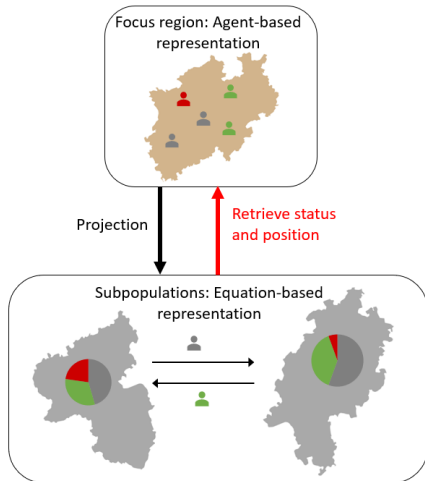 Focus region: Agent-based
representation
Projection
Retrieve status
and position
Subpopulations: Equation-based
representation